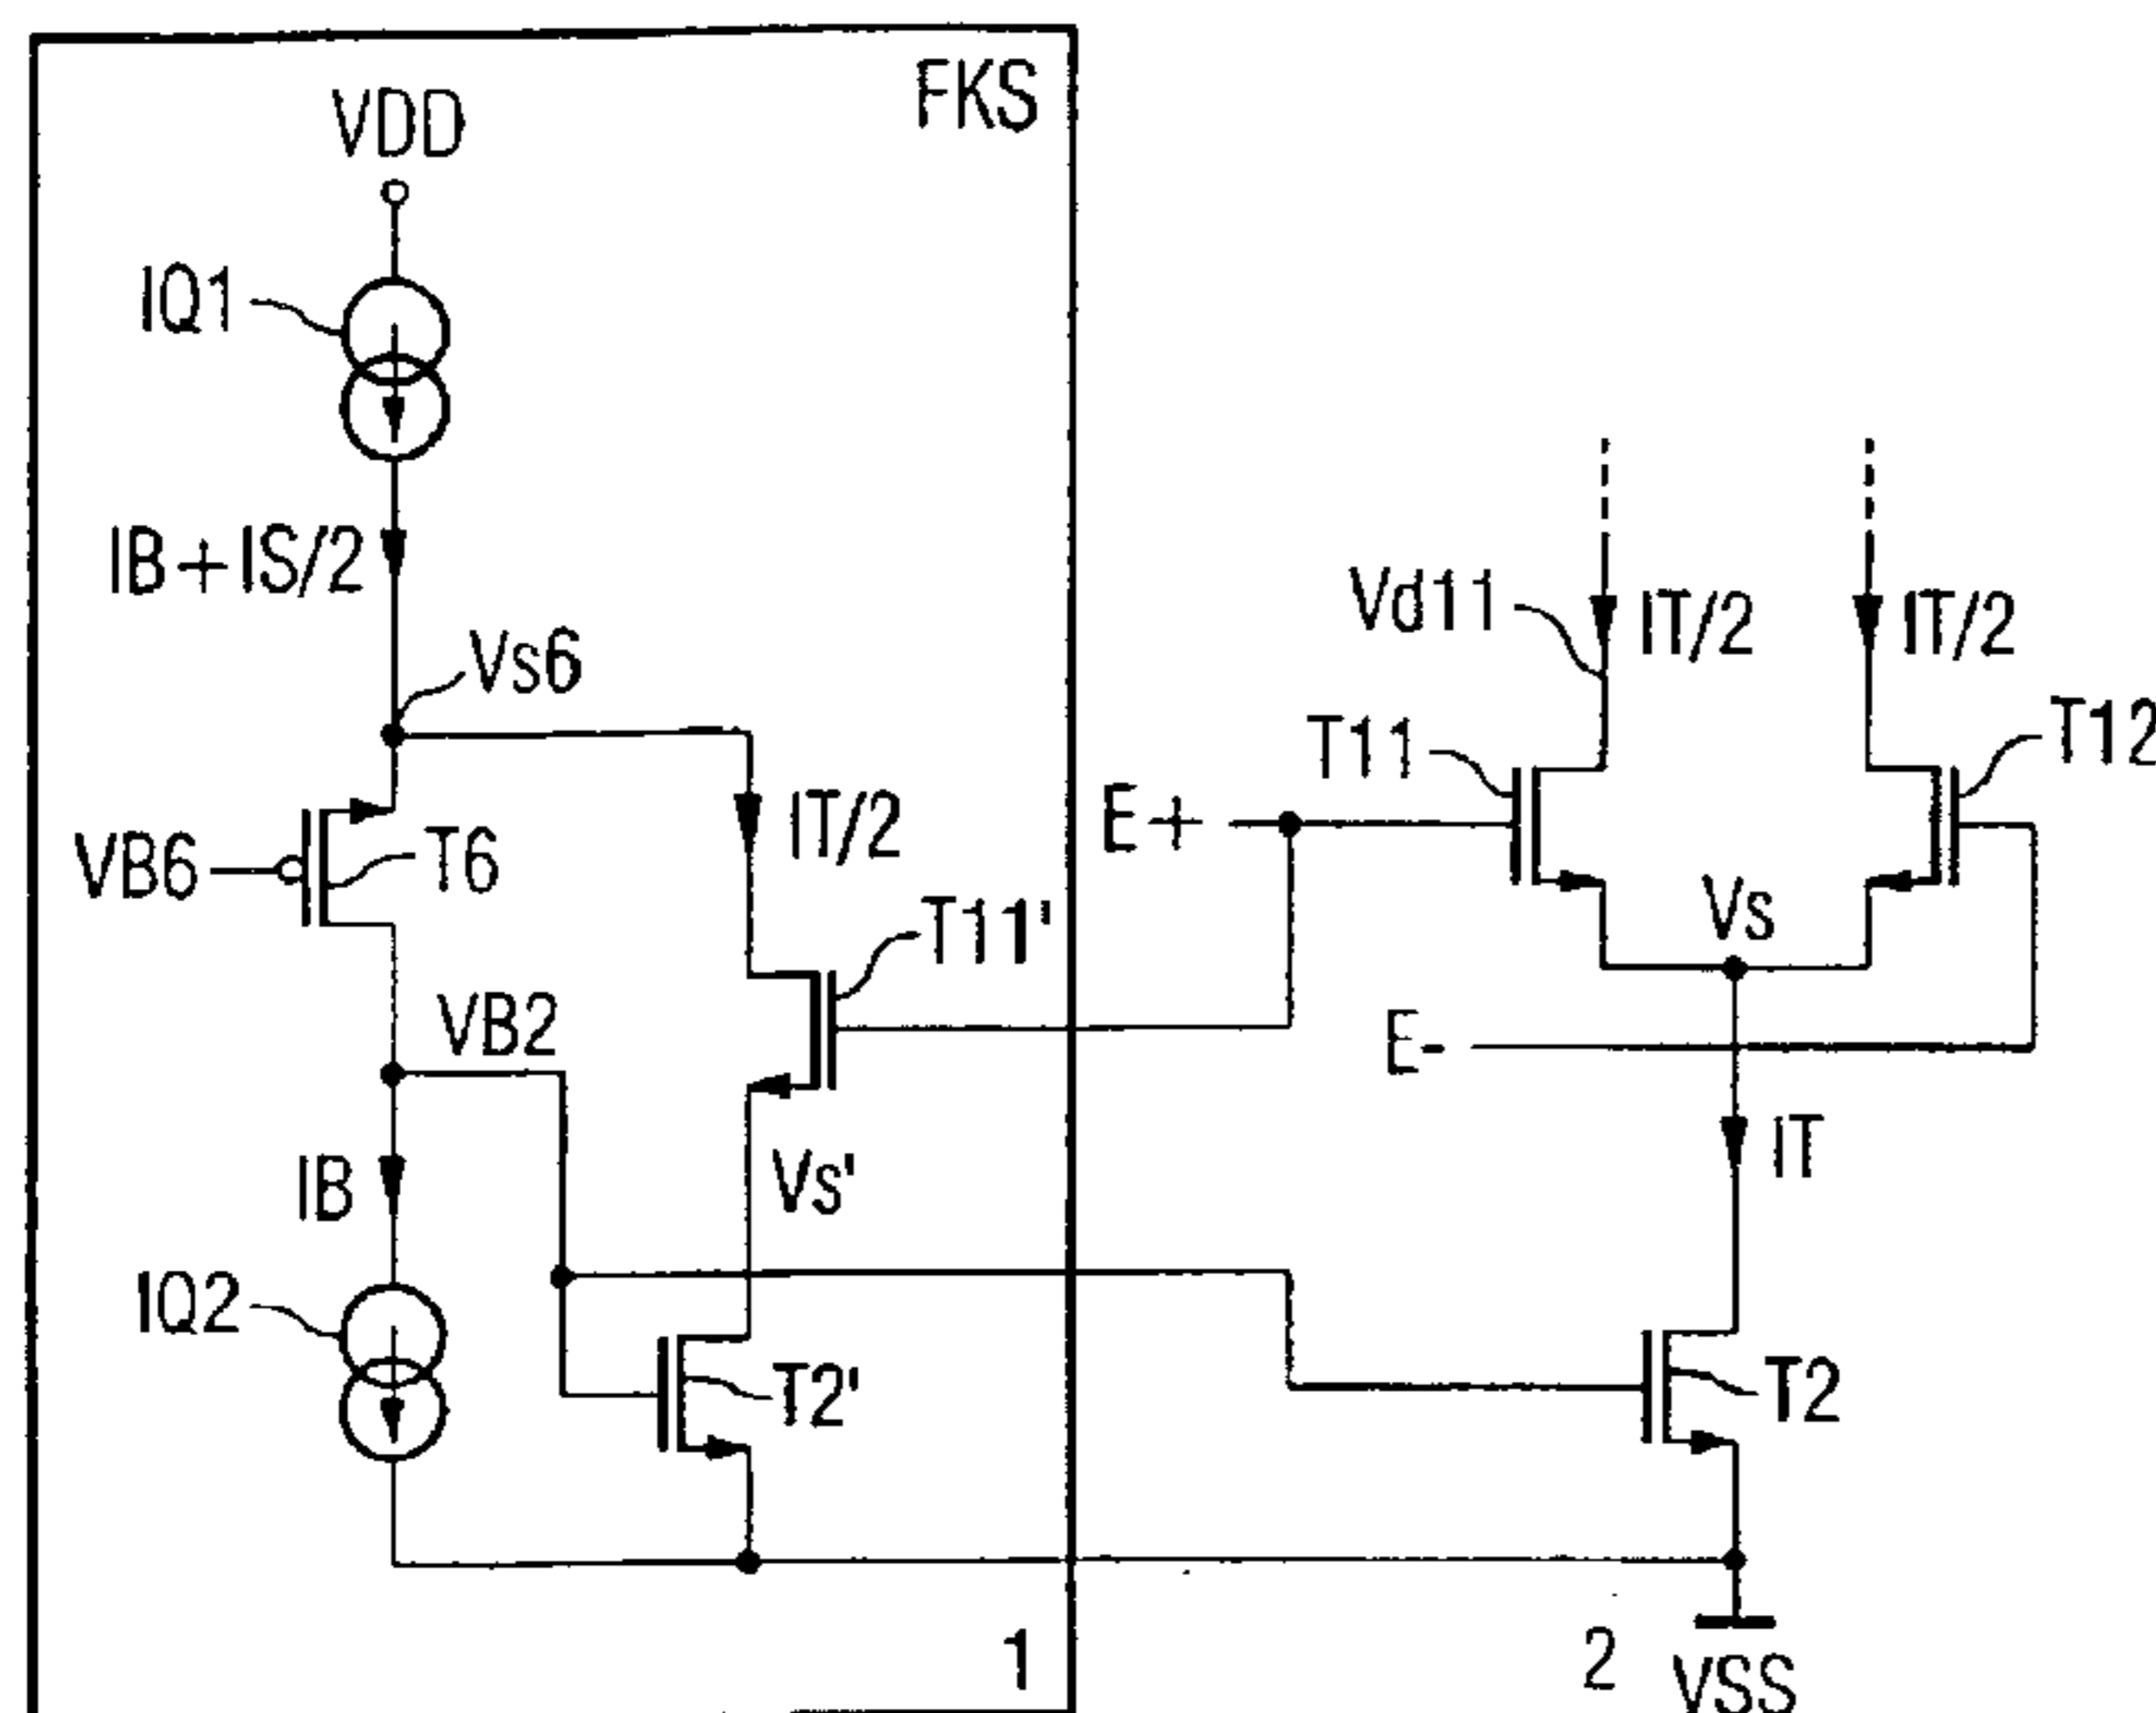 FKS
VDD
IQ1
IB+IS/2
Vs6
Vd11
IT/2
IT/2
T11
T12
E+
IT/2
VB6
T6
T11'
Vs
VB2
E-
IT
IB
Vs'
IQ2
T2'
T2
1
2
VSS